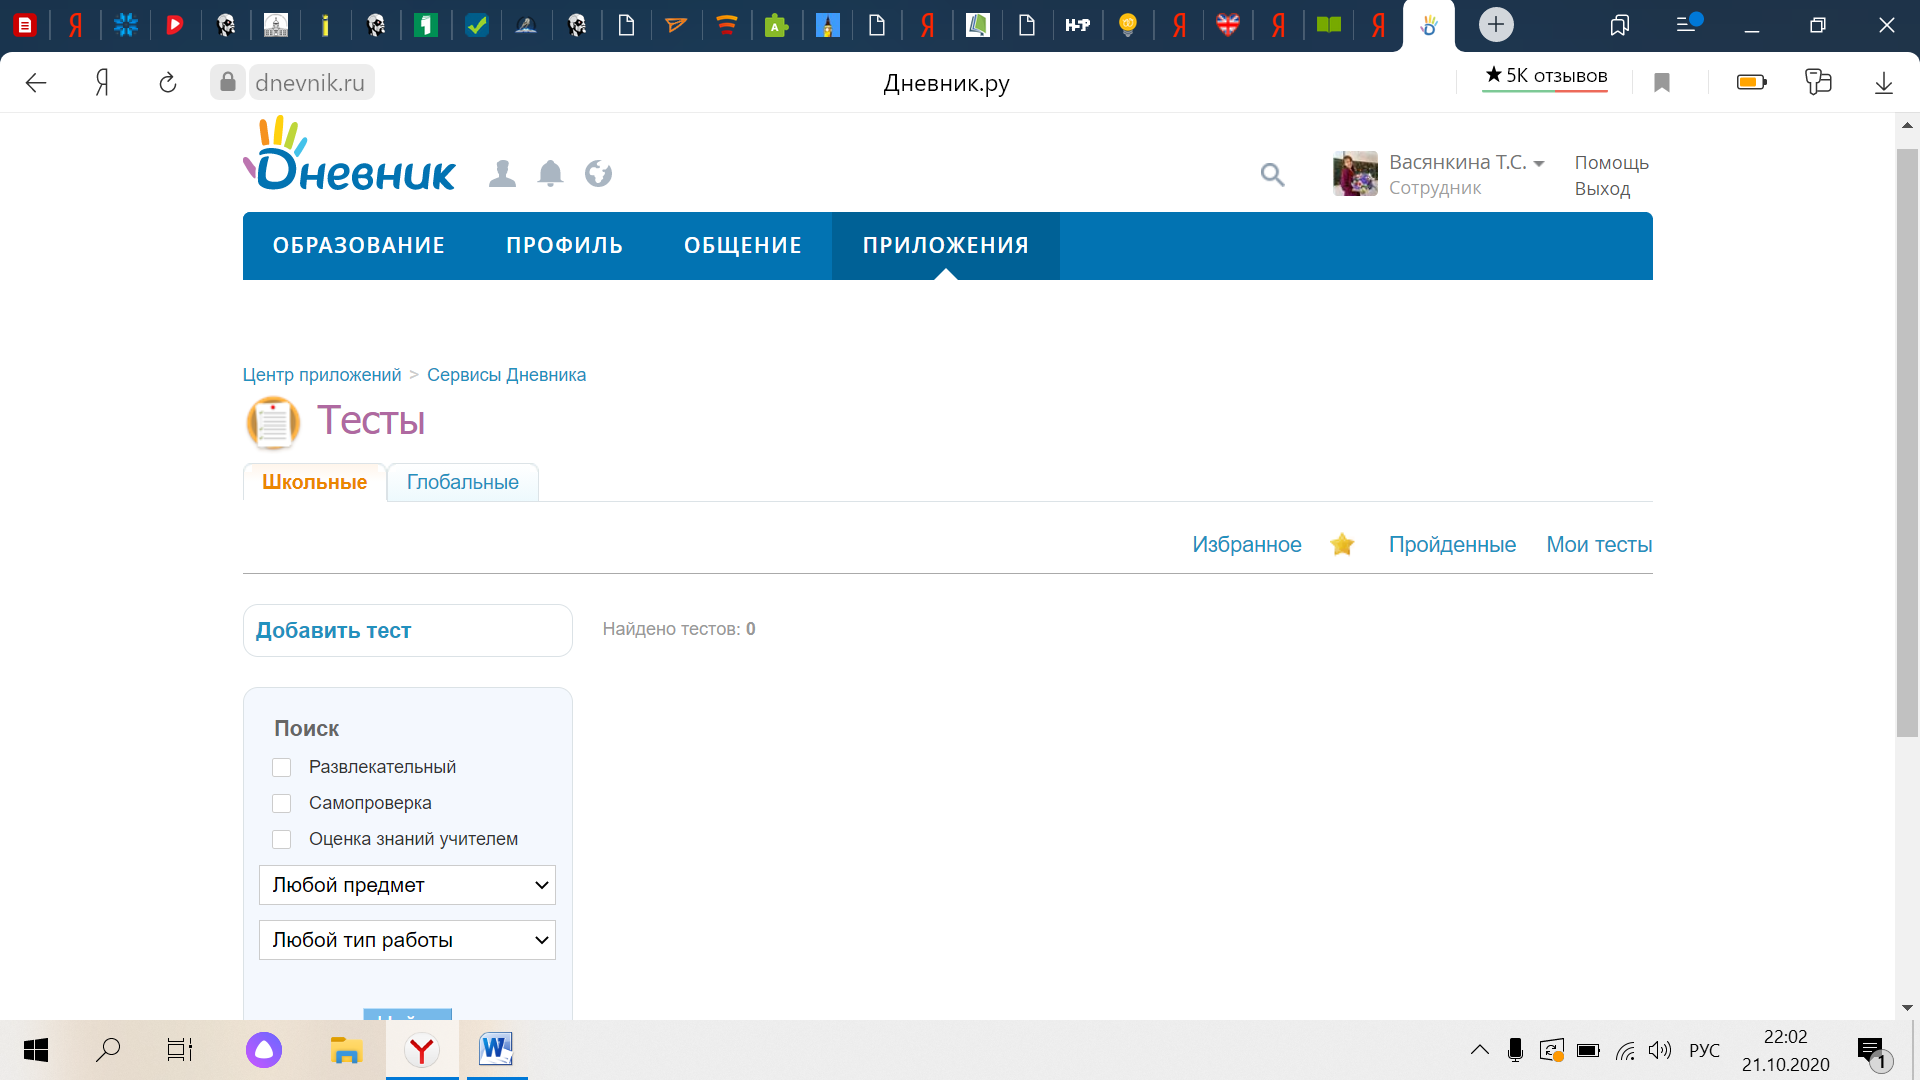 dnevnik.ru
Дневник.ру
★ 5K отзывов
Дневник
Васянкина Т.С.
Сотрудник
Помощь
Выход
ОБРАЗОВАНИЕ ПРОФИЛЬ ОБЩЕНИЕ ПРИЛОЖЕНИЯ
Центр приложений > Сервисы Дневника
Тесты
Школьные Глобальные
Избранное Пройденные Мои тесты
Добавить тест
Найдено тестов: 0
Поиск
Развлекательный
Самопроверка
Оценка знаний учителем
Любой предмет
Любой тип работы
РУС
22:02
21.10.2020
1